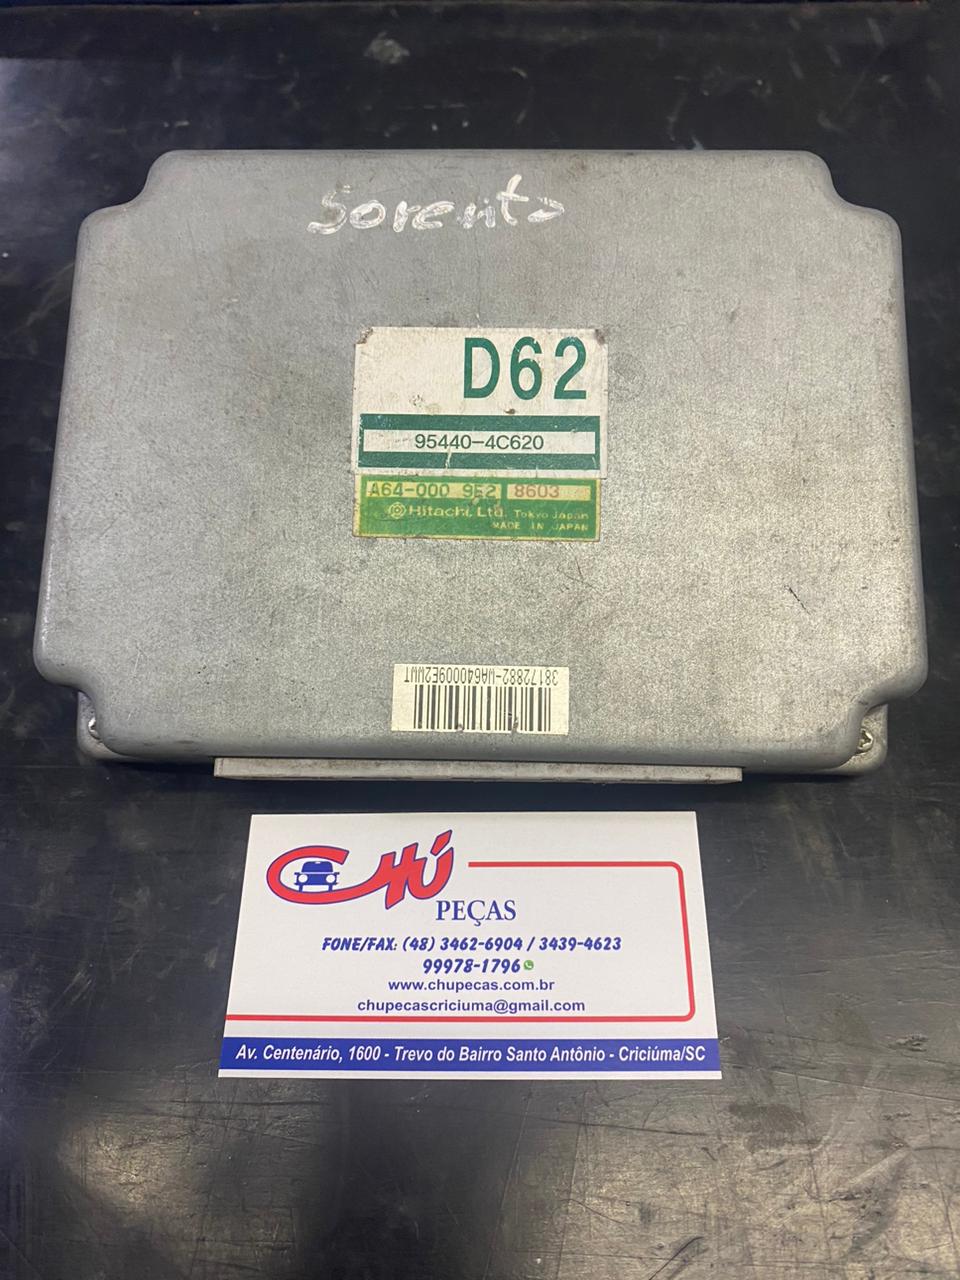 Sorento
D62
95440-4C620
A64-000 9E2 8603
Hitachi, Ltd. Tokyo Japan
MADE IN JAPAN
38172882-WA640009E2WWT
CHÚ
PEÇAS
FONE/FAX: (48) 3462-6904 / 3439-4623
99978-1796
www.chupecas.com.br
chupecascriciuma@gmail.com
Av. Centenário, 1600 - Trevo do Bairro Santo Antônio - Criciúma/SC